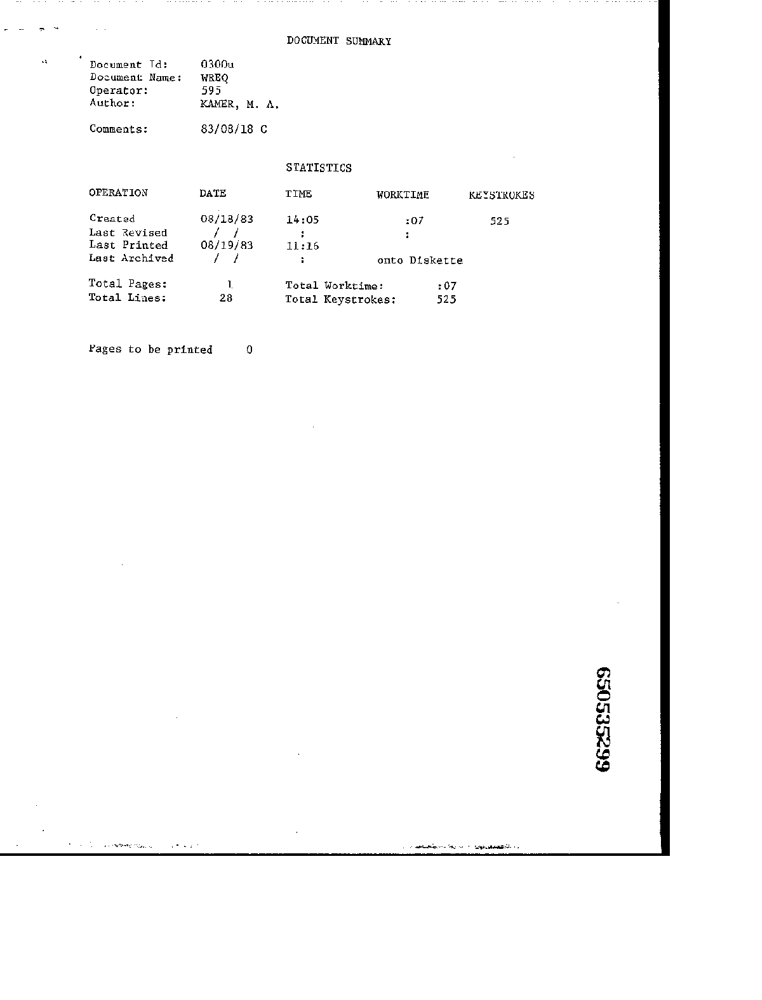 DOCUMENT SUMMARY
Document Id: 0300u
Document Name: WREQ
Operator: 595
Author: KAMER, M. A.
Comments: 83/08/18 C
STATISTICS
OPERATION DATE TIME WORKTIME KEYSTROKES
Created 08/18/83 14:05 :07 525
Last Revised / / : :
Last Printed 08/19/83 11:16
Last Archived / / : onto Diskette
Total Pages: 1 Total Worktime: :07
Total Lines: 28 Total Keystrokes: 525
Pages to be printed 0
650535299